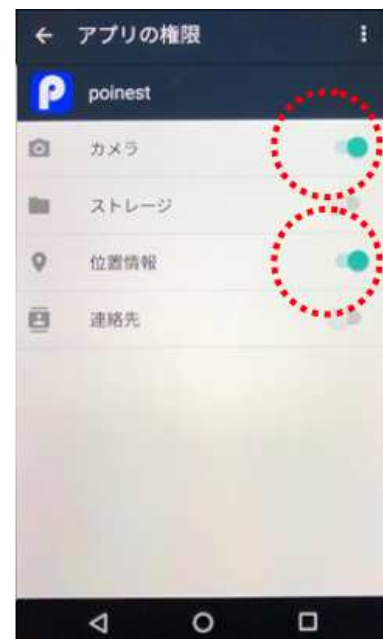 アプリの権限
poinest
カメラ
ストレージ
位置情報
連絡先